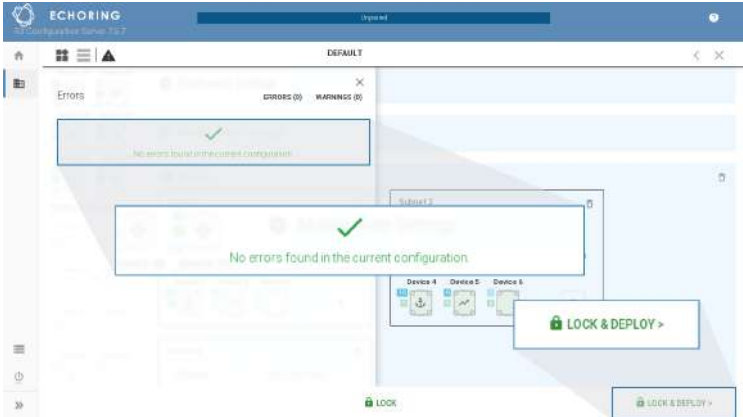 ECHORING
DEFAULT
Errors
ERRORS (0) WARNINGS (0)
No errors found in the current configuration
No errors found in the current configuration.
Subnet 2
Device 4 Device 5 Device 6
LOCK & DEPLOY >
LOCK
LOCK & DEPLOY >